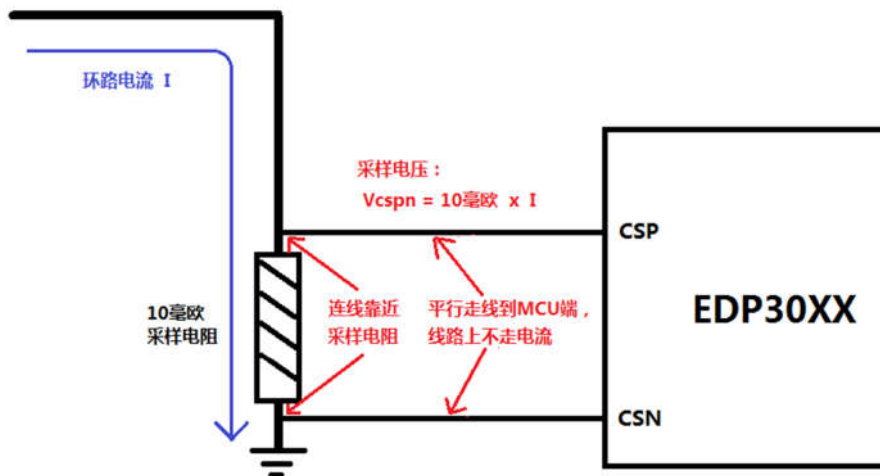 环路电流 I
采样电压：
Vcspn = 10毫欧 x I
CSP
10毫欧
采样电阻
连线靠近
采样电阻
平行走线到MCU端，
线路上不走电流
EDP30XX
CSN